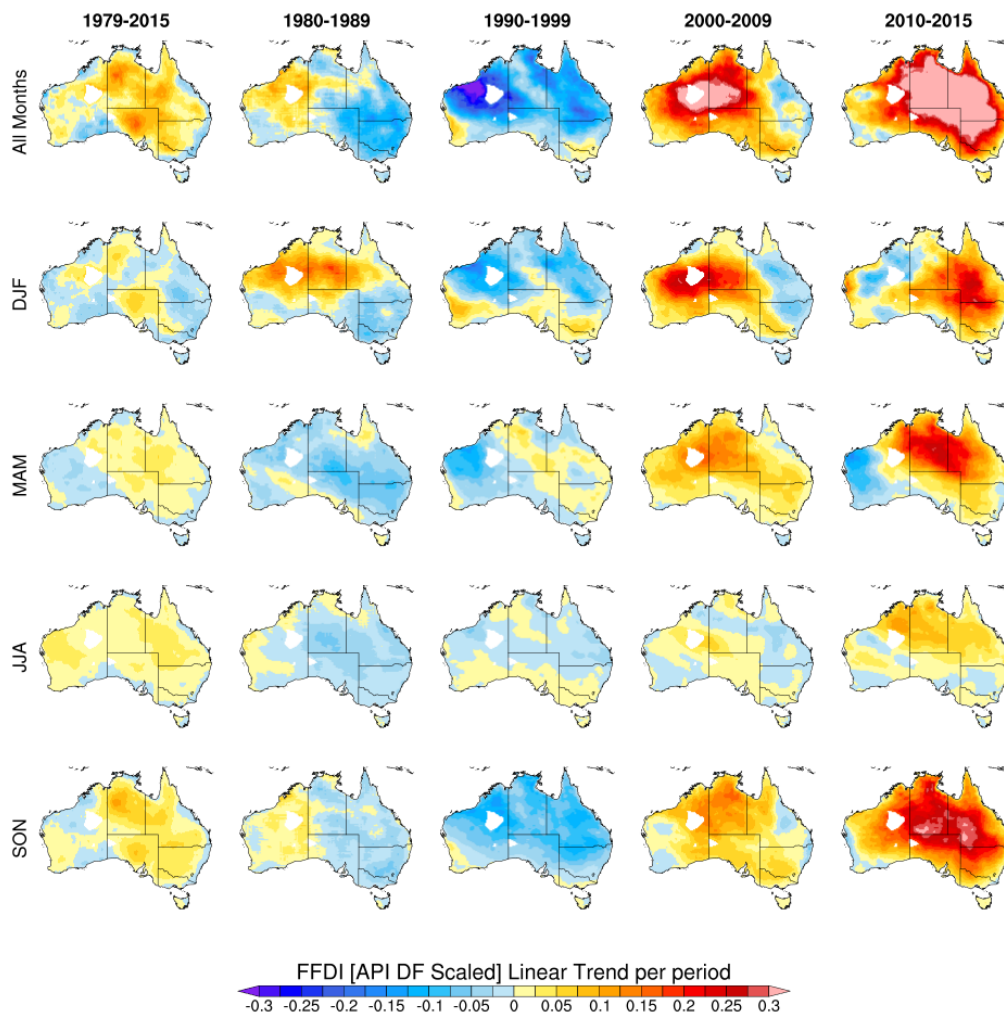 1979-2015 1980-1989 1990-1999 2000-2009 2010-2015
All Months
DJF
MAM
JJA
SON
FFDI [API DF Scaled] Linear Trend per period
-0.3 -0.25 -0.2 -0.15 -0.1 -0.05 0 0.05 0.1 0.15 0.2 0.25 0.3